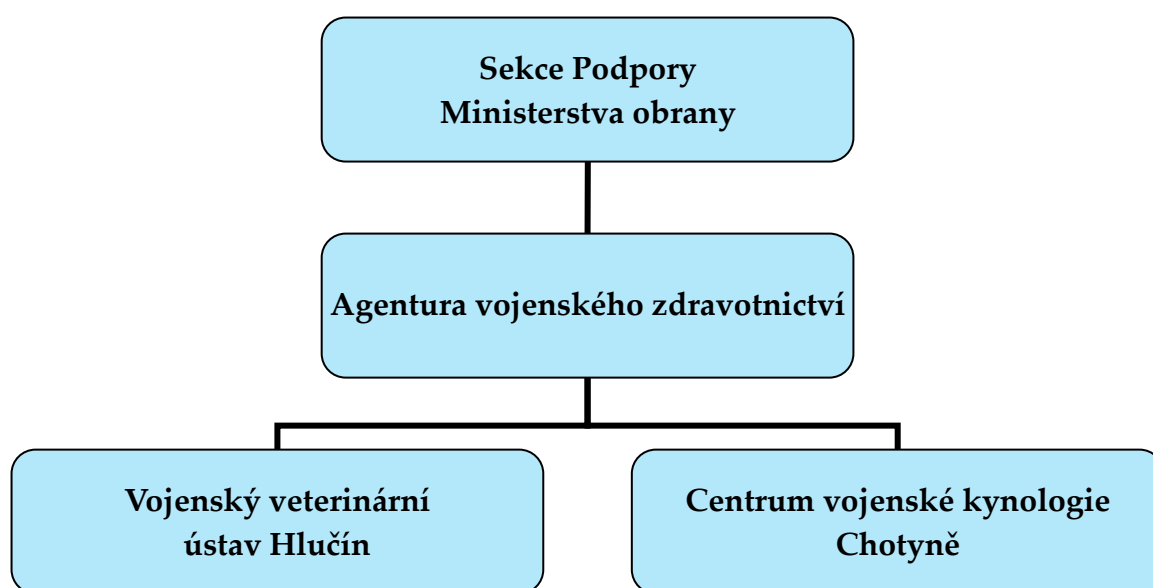 Sekce Podpory
Ministerstva obrany
Agentura vojenského zdravotnictví
Vojenský veterinární
ústav Hlučín
Centrum vojenské kynologie
Chotyně